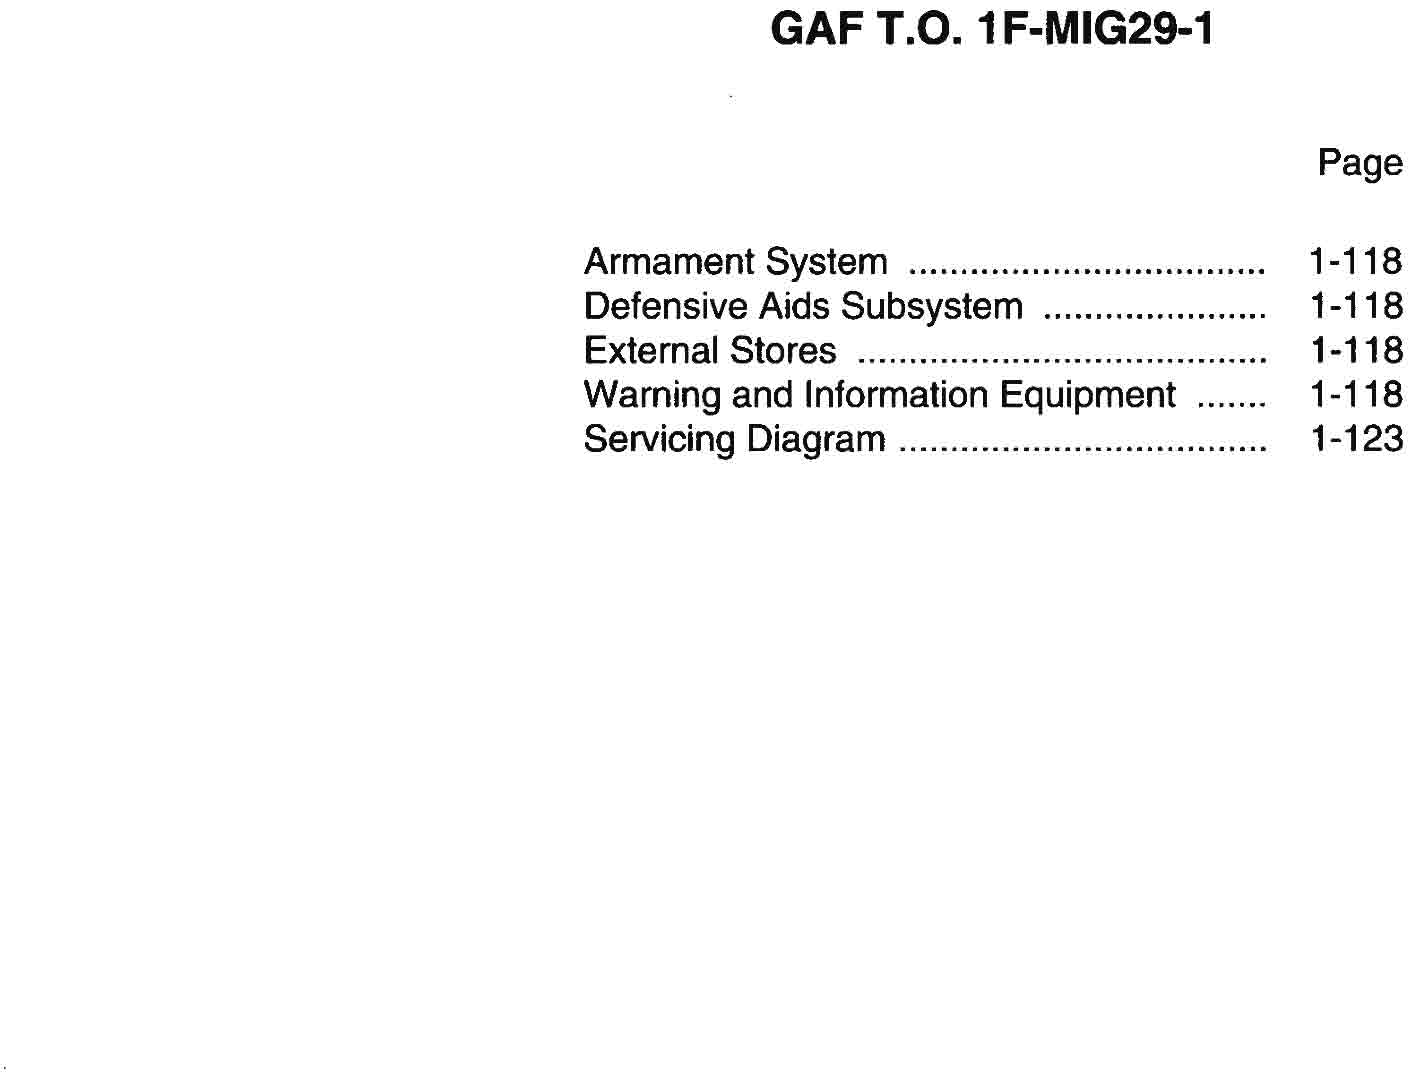 GAF T.O. 1F-MIG29-1
Page
Armament System .................................. 1-118
Defensive Aids Subsystem ...................... 1-118
External Stores ........................................ 1-118
Warning and Information Equipment ....... 1-118
Servicing Diagram .................................... 1-123